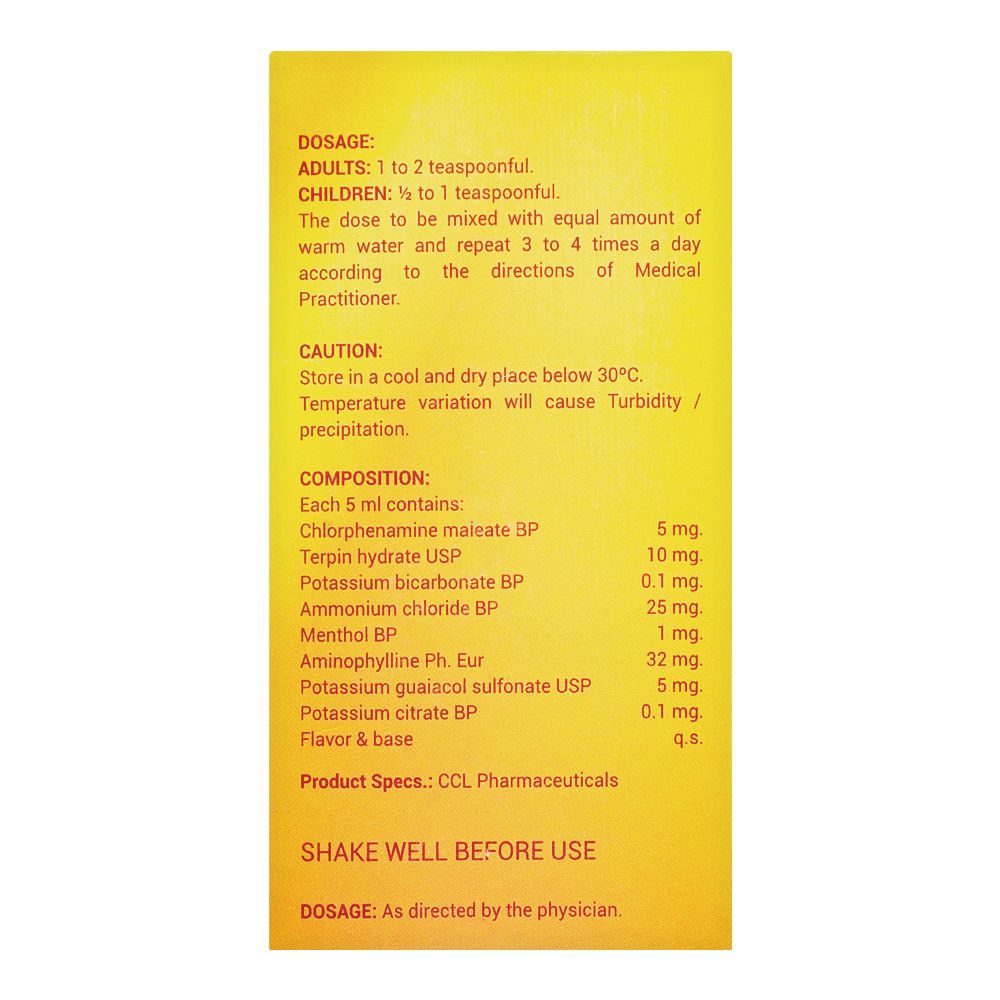 DOSAGE:
ADULTS: 1 to 2 teaspoonful.
CHILDREN: ½ to 1 teaspoonful.
The dose to be mixed with equal amount of
warm water and repeat 3 to 4 times a day
according to the directions of Medical
Practitioner.
CAUTION:
Store in a cool and dry place below 30ºC.
Temperature variation will cause Turbidity /
precipitation.
COMPOSITION:
Each 5 ml contains:
Chlorphenamine maleate BP 5 mg.
Terpin hydrate USP 10 mg.
Potassium bicarbonate BP 0.1 mg.
Ammonium chloride BP 25 mg.
Menthol BP 1 mg.
Aminophylline Ph. Eur 32 mg.
Potassium guaiacol sulfonate USP 5 mg.
Potassium citrate BP 0.1 mg.
Flavor & base q.s.
Product Specs.: CCL Pharmaceuticals
SHAKE WELL BEFORE USE
DOSAGE: As directed by the physician.